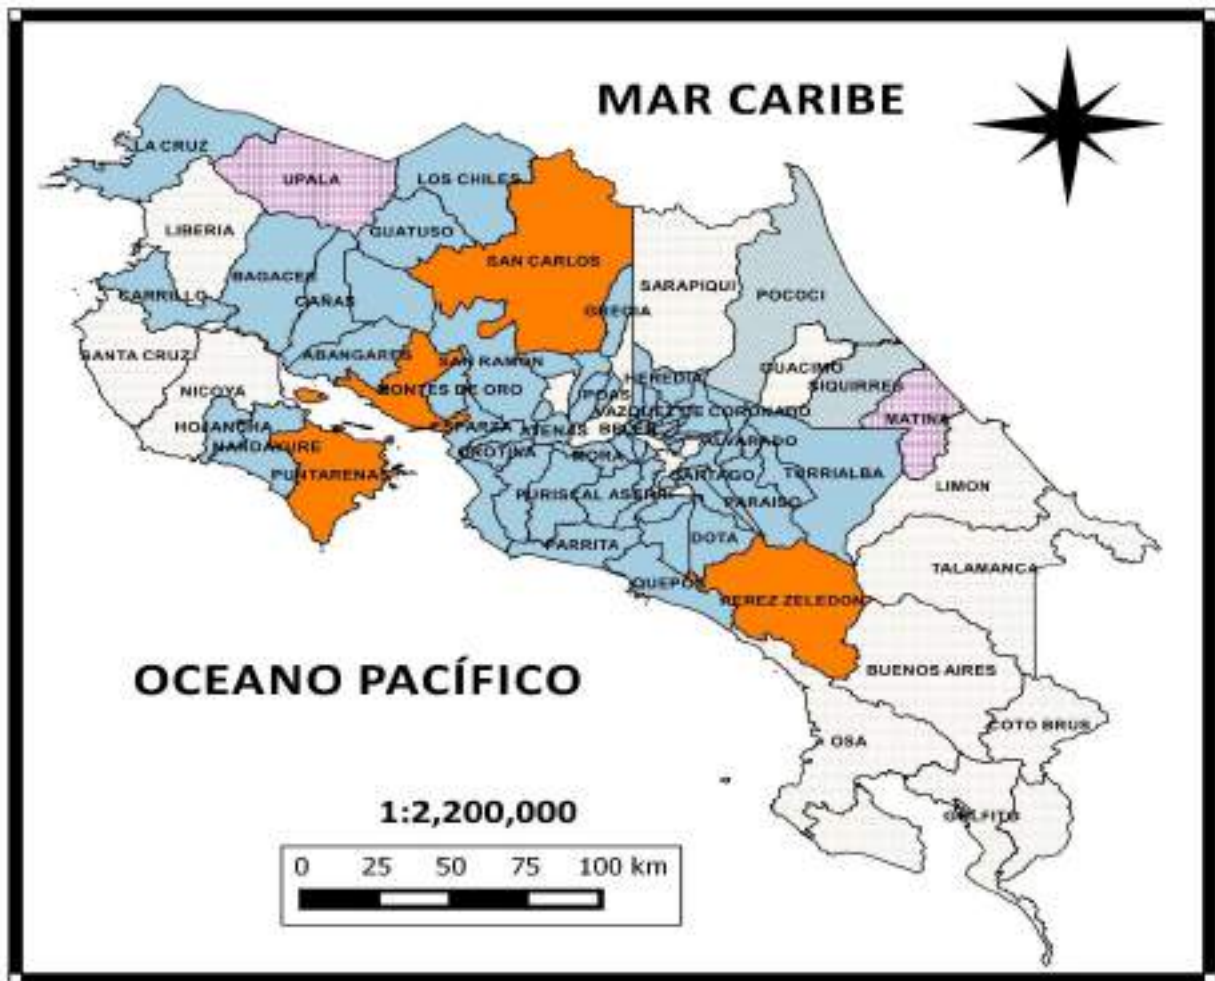 MAR CARIBE
LA CRUZ
UPALA
LOS CHILES
LIBERIA
GUATUSO
SAN CARLOS
BAGACES
SARAPIQUI
POCOCI
CARRILLO
CAÑAS
GRECIA
SANTA CRUZ
ABANGARES
SAN RAMON
GUACIMO
NICOYA
MONTES DE ORO
HEREDIA
SIQUIRRES
POAS
VAZQUEZ DE CORONADO
MATINA
HOJANCHA
ESPARZA
ATENAS
BELEN
NANDAYURE
OROTINA
MORA
ALVARADO
PUNTARENAS
CARTAGO
TURRIALBA
LIMON
PURISCAL
ASERRI
PARAISO
PARRITA
DOTA
TALAMANCA
QUEPOS
PEREZ ZELEDON
BUENOS AIRES
OCEANO PACÍFICO
COTO BRUS
OSA
GOLFITO
1:2,200,000
0 25 50 75 100 km